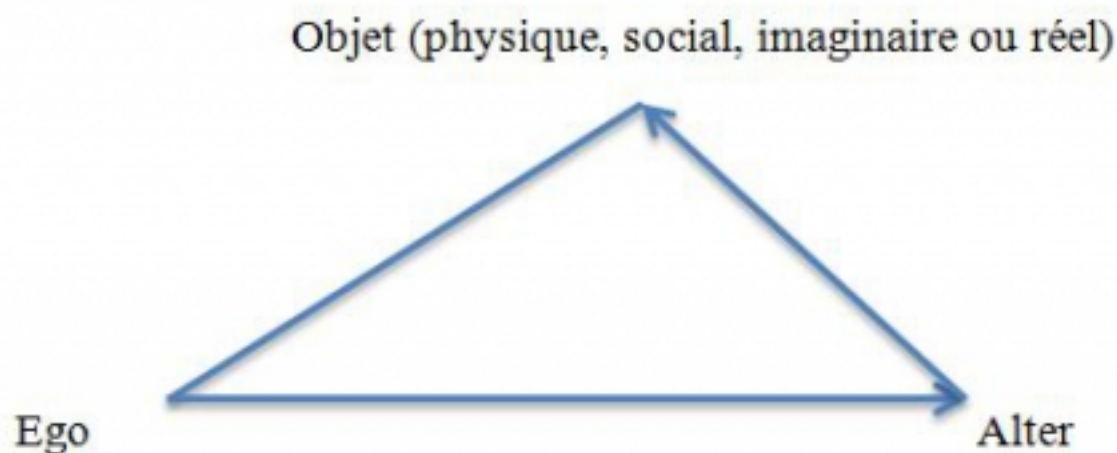 Objet (physique, social, imaginaire ou réel)
Ego
Alter